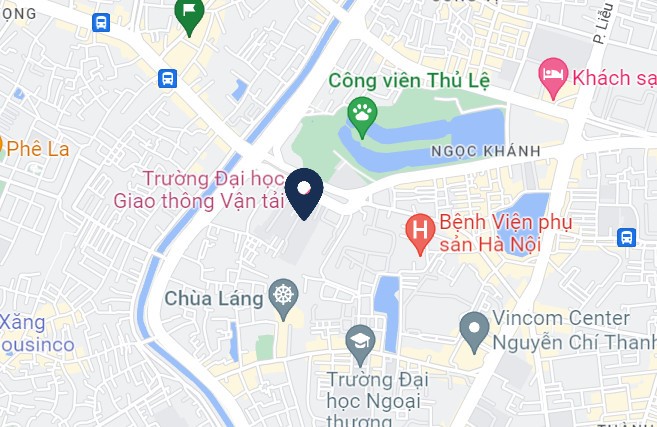 P. Liễu
Công viên Thủ Lệ
Khách sạ
Phê La
NGỌC KHÁNH
Trường Đại học
Giao thông Vận tải
H
Bệnh Viện phụ
sản Hà Nội
Chùa Láng
Xăng
ousinco
Vincom Center
Nguyễn Chí Thanh
Trường Đại
học Ngoại
thương